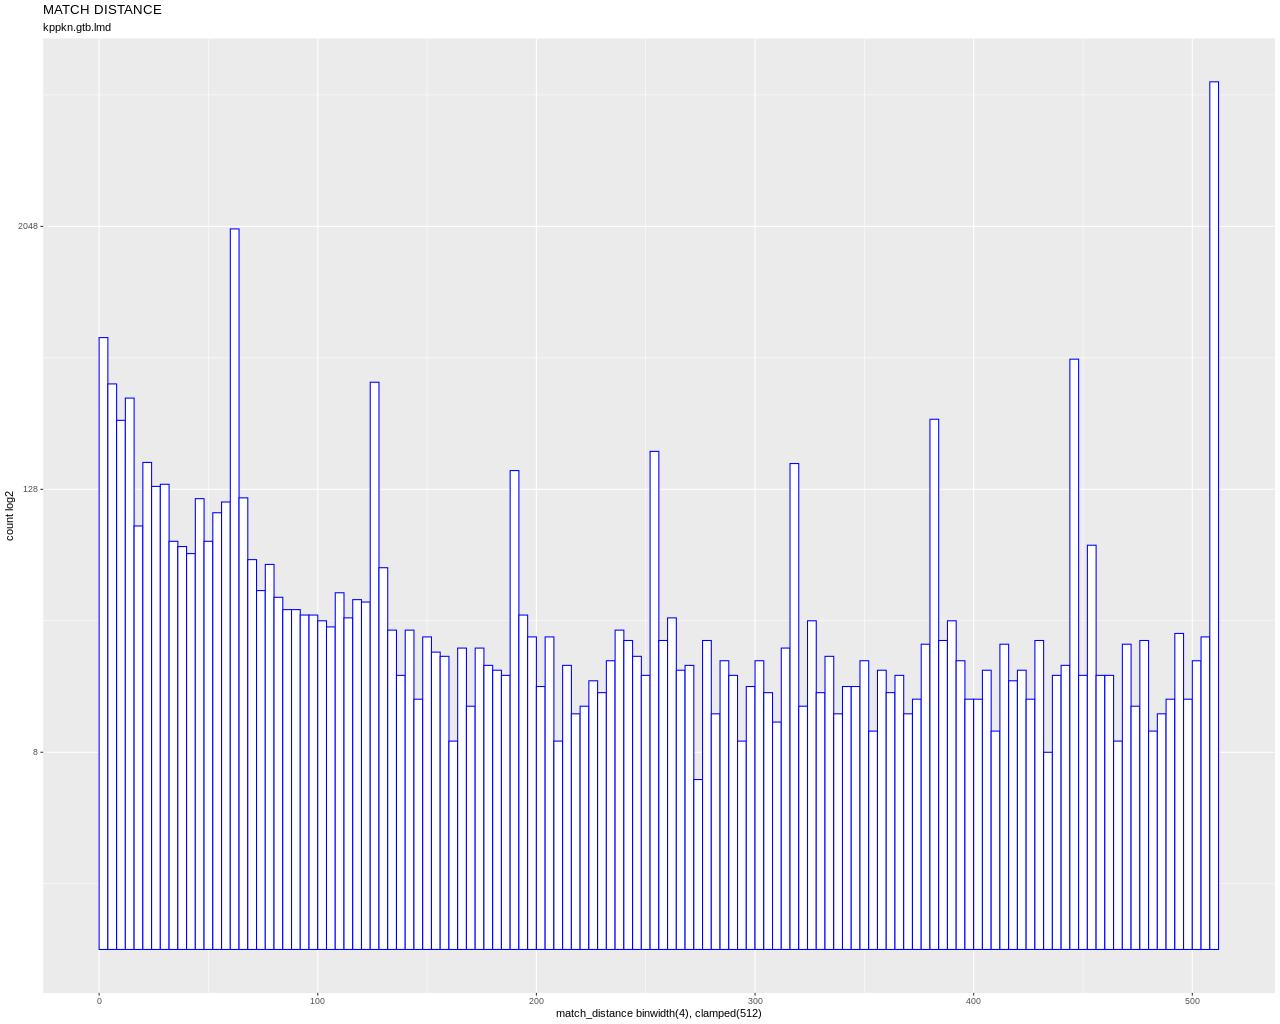 MATCH DISTANCE
kppkn.gtb.lmd
2048
128
8
count log2
0
100
200
300
400
500
match_distance binwidth(4), clamped(512)